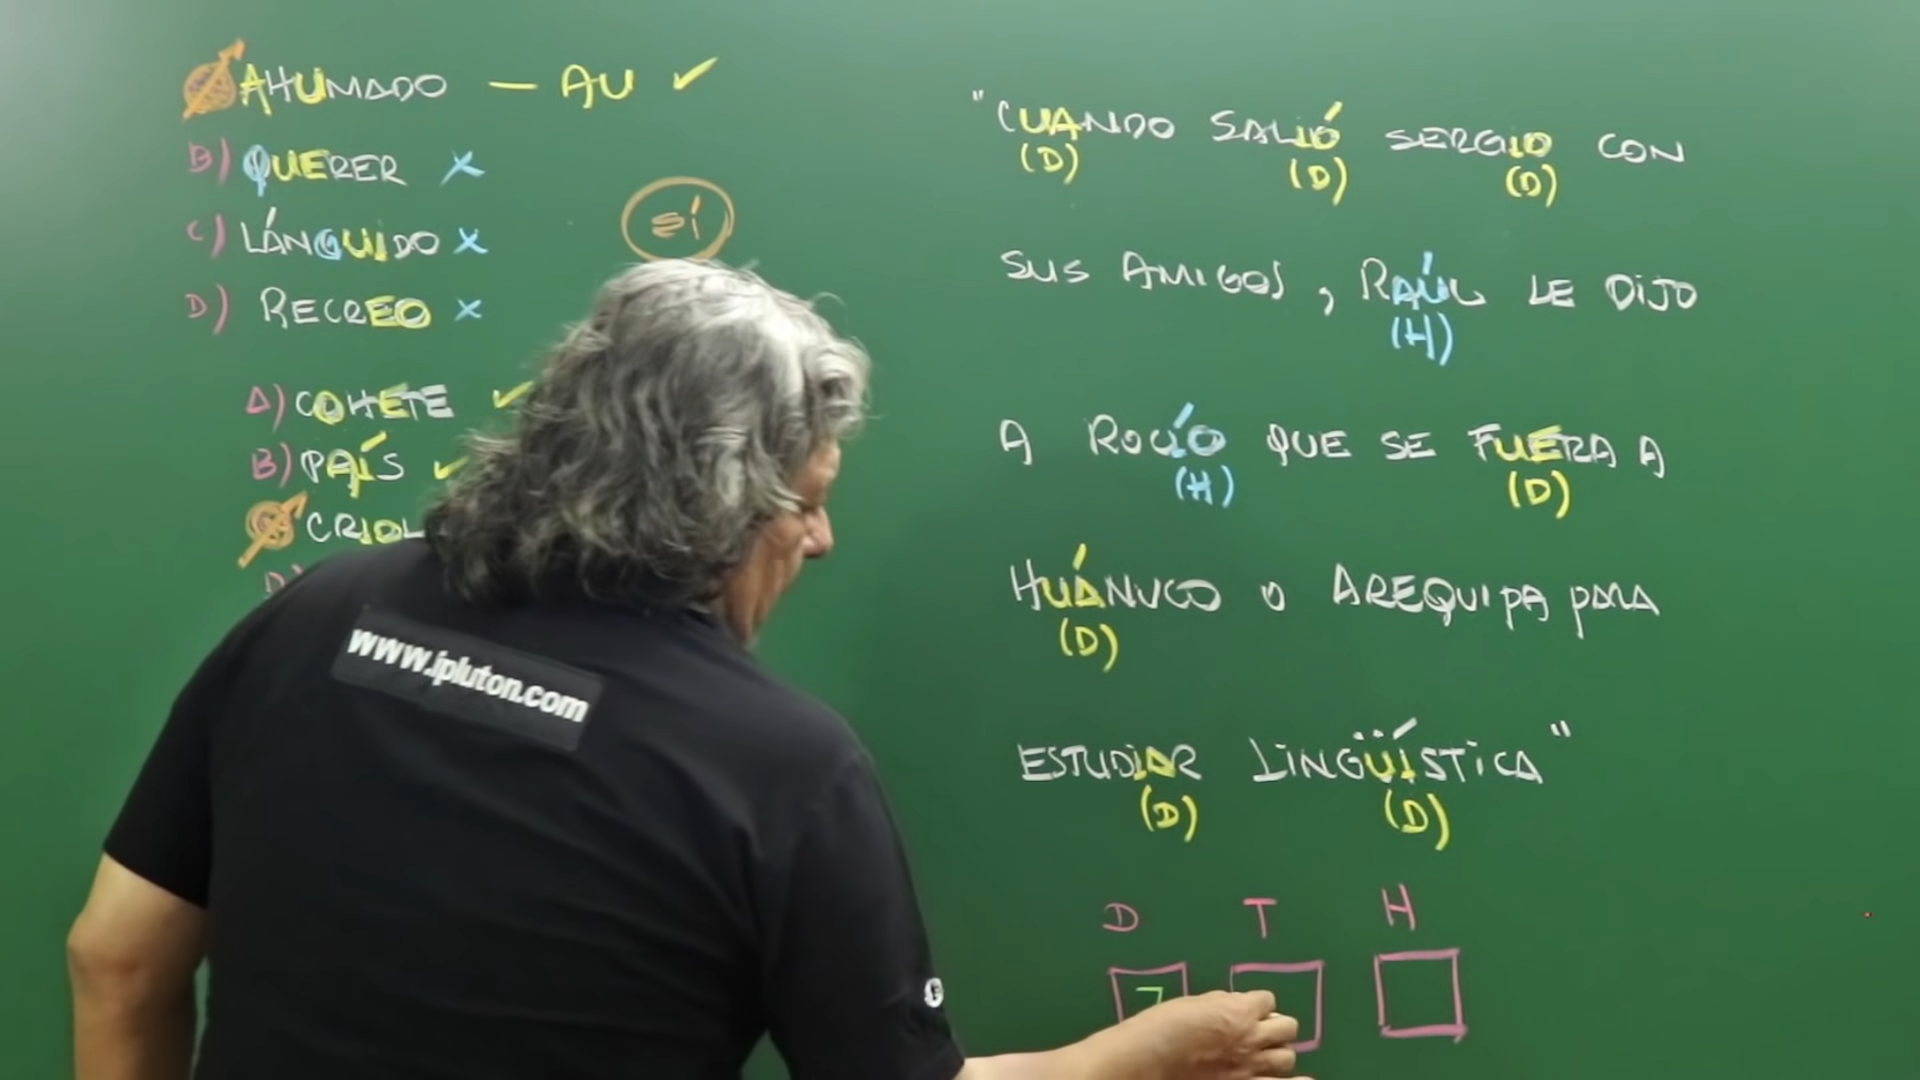 AHUMADO — AU ✓
B) QUERER ×
C) LÁNGUIDO ×
D) RECREO ×
SÍ
A) COHETE ✓
B) PAÍS ✓
CRIOL
D)
"CUANDO SALIÓ SERGIO CON
(D) (D) (D)
SUS AMIGOS, RAÚL LE DIJO
(H)
A ROCÍO QUE SE FUERA A
(H) (D)
HUÁNUCO O AREQUIPA PARA
(D)
ESTUDIAR LINGÜÍSTICA"
(D) (D)
D T H
7
www.ipluton.com